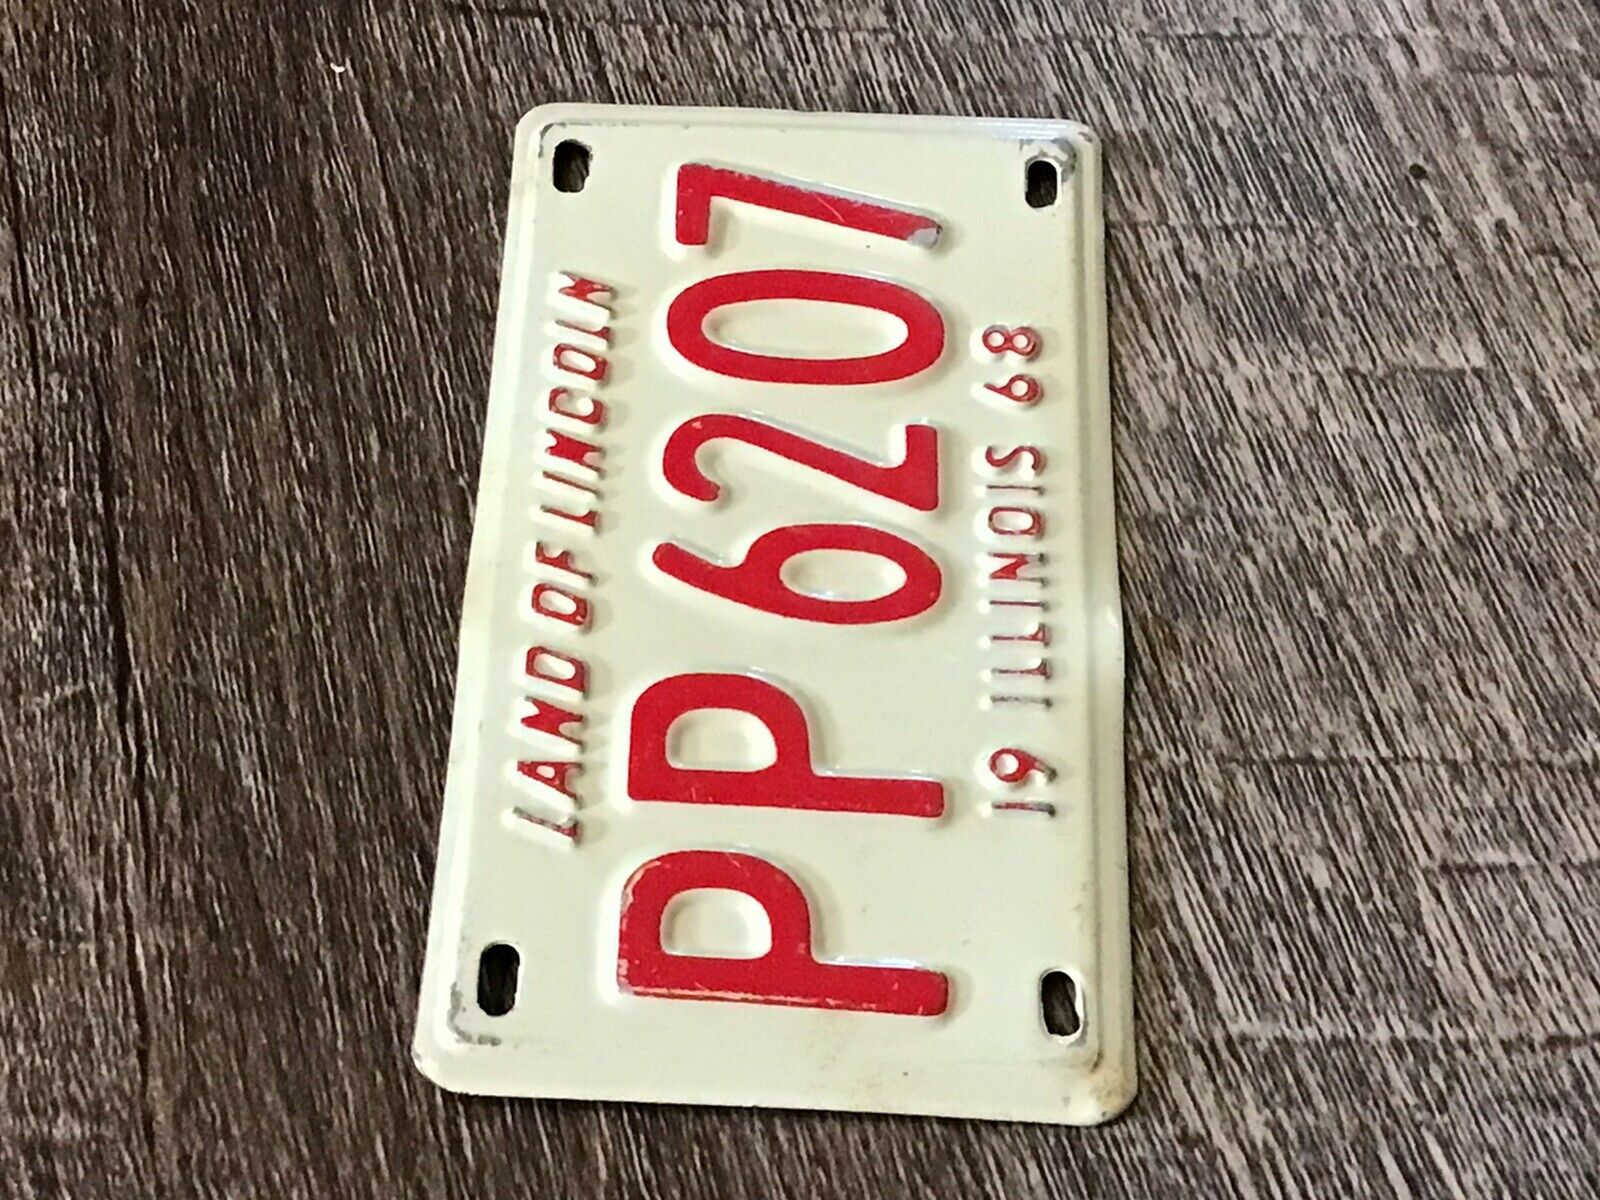 LAND OF LINCOLN
PP 6207
19 ILLINOIS 68